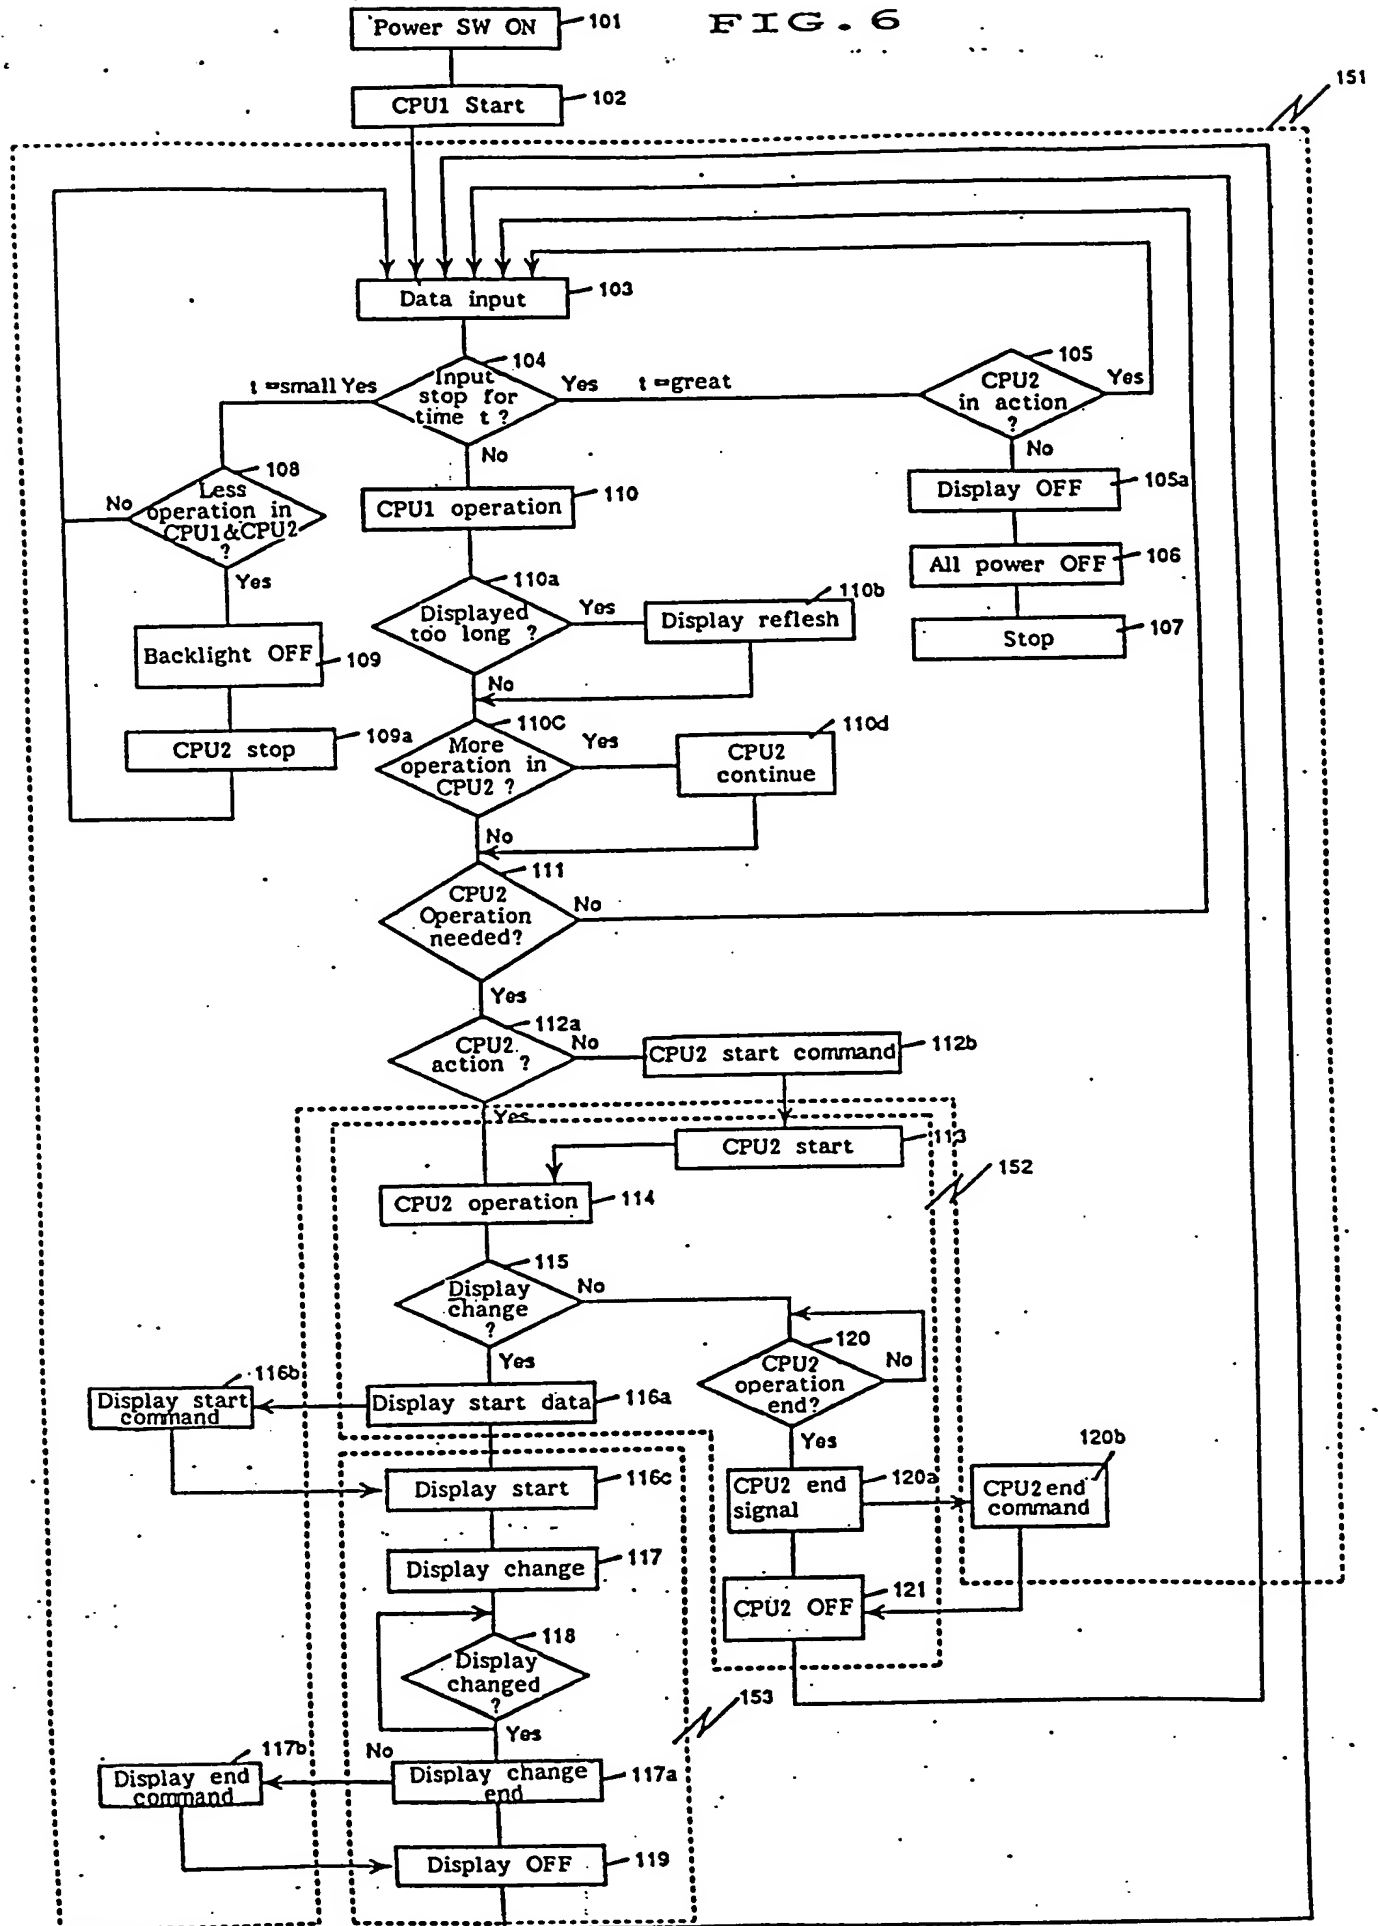 FIG. 6
Power SW ON
101
CPU1 Start
102
151
Data input
103
104
Input
stop for
time t ?
t =small Yes
Yes
t =great
No
105
CPU2
in action
?
Yes
No
108
Less
operation in
CPU1&CPU2
?
No
Yes
CPU1 operation
110
Display OFF
105a
All power OFF
106
Stop
107
110a
Displayed
too long ?
Yes
No
110b
Display reflesh
Backlight OFF
109
CPU2 stop
109a
110C
More
operation in
CPU2 ?
Yes
No
110d
CPU2
continue
111
CPU2
Operation
needed?
No
Yes
112a
CPU2
action ?
No
Yes
CPU2 start command
112b
CPU2 start
113
152
CPU2 operation
114
115
Display
change
?
No
Yes
120
CPU2
operation
end?
No
Yes
116b
Display start
command
Display start data
116a
Display start
116c
CPU2 end
signal
120a
120b
CPU2 end
command
Display change
117
CPU2 OFF
121
118
Display
changed
?
Yes
No
153
117b
Display end
command
Display change
end
117a
Display OFF
119